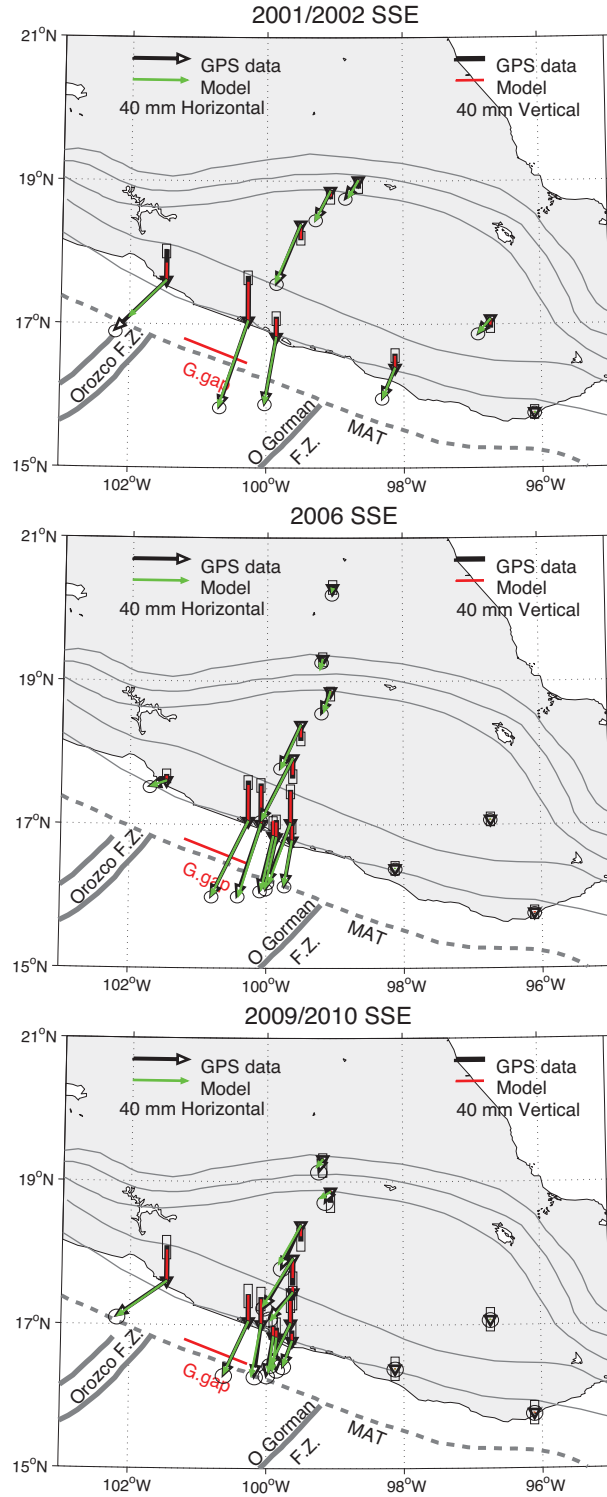 2001/2002 SSE
21°N
GPS data
GPS data
Model
Model
40 mm Horizontal
40 mm Vertical
19°N
17°N
Orozco F.Z.
G.gap
O Gorman
F.Z.
MAT
15°N
102°W
100°W
98°W
96°W
2006 SSE
21°N
GPS data
GPS data
Model
Model
40 mm Horizontal
40 mm Vertical
19°N
17°N
Orozco F.Z.
G.gap
O Gorman
F.Z.
MAT
15°N
102°W
100°W
98°W
96°W
2009/2010 SSE
21°N
GPS data
GPS data
Model
Model
40 mm Horizontal
40 mm Vertical
19°N
17°N
Orozco F.Z.
G.gap
O Gorman
F.Z.
MAT
15°N
102°W
100°W
98°W
96°W